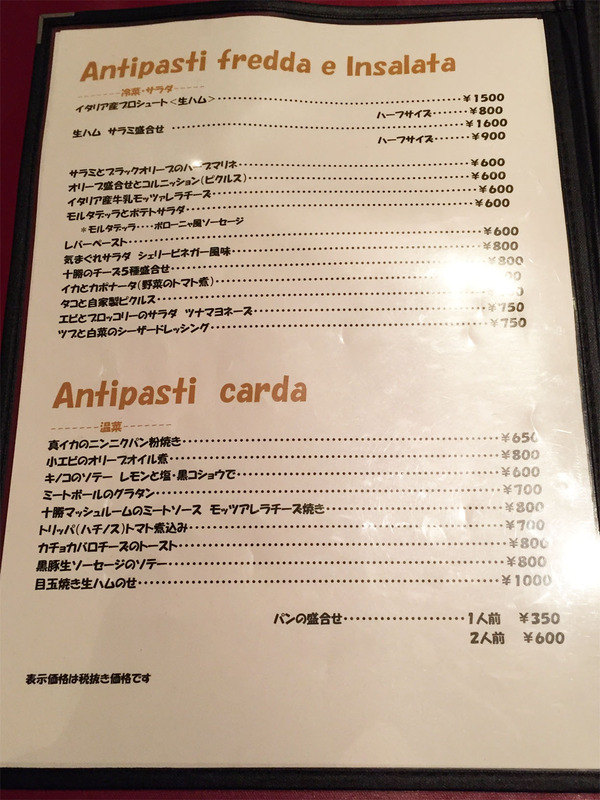 Antipasti fredda e Insalata
--------冷菜・サラダ--------
イタリア産プロシュート<生ハム>‥‥‥‥‥‥‥‥‥‥‥‥￥1500
ハーフサイズ‥‥‥￥800
生ハム サラミ盛合せ ‥‥‥‥‥‥‥‥‥‥‥‥‥‥￥1600
ハーフサイズ‥‥‥￥900
サラミとブラックオリーブのハーブマリネ‥‥‥‥‥‥‥‥‥￥600
オリーブ盛合せとコルニッション(ピクルス)‥‥‥‥‥‥‥‥￥600
イタリア産牛乳モッツァレラチーズ‥‥‥‥‥‥‥‥‥‥￥600
モルタデッラとポテトサラダ‥‥‥‥‥‥‥‥‥‥‥‥￥600
*モルタデッラ‥‥ボローニャ風ソーセージ
レバーペースト‥‥‥‥‥‥‥‥‥‥‥‥‥‥‥‥￥600
気まぐれサラダ シェリービネガー風味‥‥‥‥‥‥‥‥‥￥800
十勝のチーズ5種盛合せ‥‥‥‥‥‥‥‥‥‥‥‥‥￥800
イカとカポナータ(野菜のトマト煮)‥‥‥‥‥‥‥‥‥
タコと自家製ピクルス‥‥‥‥‥‥‥‥‥‥‥‥‥
エビとブロッコリーのサラダ ツナマヨネーズ‥‥‥‥‥‥‥￥750
ツブと白菜のシーザードレッシング‥‥‥‥‥‥‥‥‥‥￥750
Antipasti carda
--------温菜--------
真イカのニンニクパン粉焼き‥‥‥‥‥‥‥‥‥‥‥‥￥650
小エビのオリーブオイル煮‥‥‥‥‥‥‥‥‥‥‥‥‥￥800
キノコのソテー レモンと塩・黒コショウで‥‥‥‥‥‥‥‥￥600
ミートボールのグラタン‥‥‥‥‥‥‥‥‥‥‥‥‥‥￥700
十勝マッシュルームのミートソース モッツアレラチーズ焼き‥‥‥‥￥800
トリッパ(ハチノス)トマト煮込み‥‥‥‥‥‥‥‥‥‥￥700
カチョカバロチーズのトースト‥‥‥‥‥‥‥‥‥‥‥￥800
黒豚生ソーセージのソテー‥‥‥‥‥‥‥‥‥‥‥‥‥￥800
目玉焼き生ハムのせ‥‥‥‥‥‥‥‥‥‥‥‥‥‥‥￥1000
パンの盛合せ‥‥‥‥‥‥‥1人前 ￥350
2人前 ￥600
表示価格は税抜き価格です